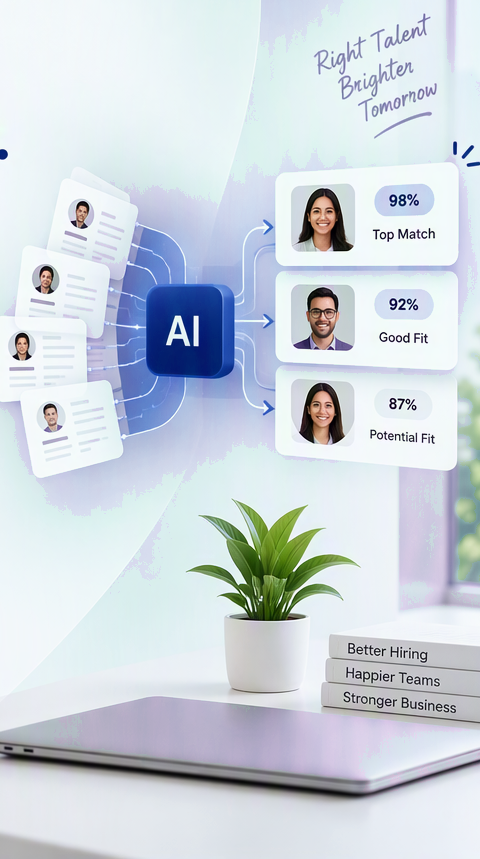 Right Talent
Brighter
Tomorrow
98%
Top Match
AI
92%
Good Fit
87%
Potential Fit
Better Hiring
Happier Teams
Stronger Business